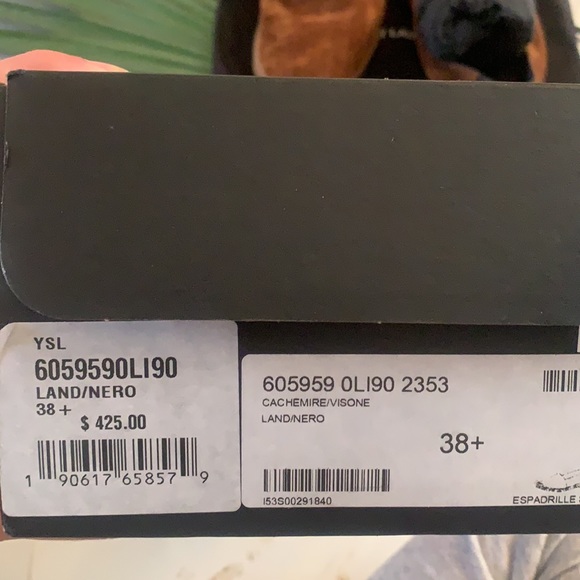 YSL
6059590LI90
LAND/NERO
38+
$ 425.00
1 90617 65857 9
605959 0LI90 2353
CACHEMIRE/VISONE
LAND/NERO
38+
I53S00291840
ESPADRILLE